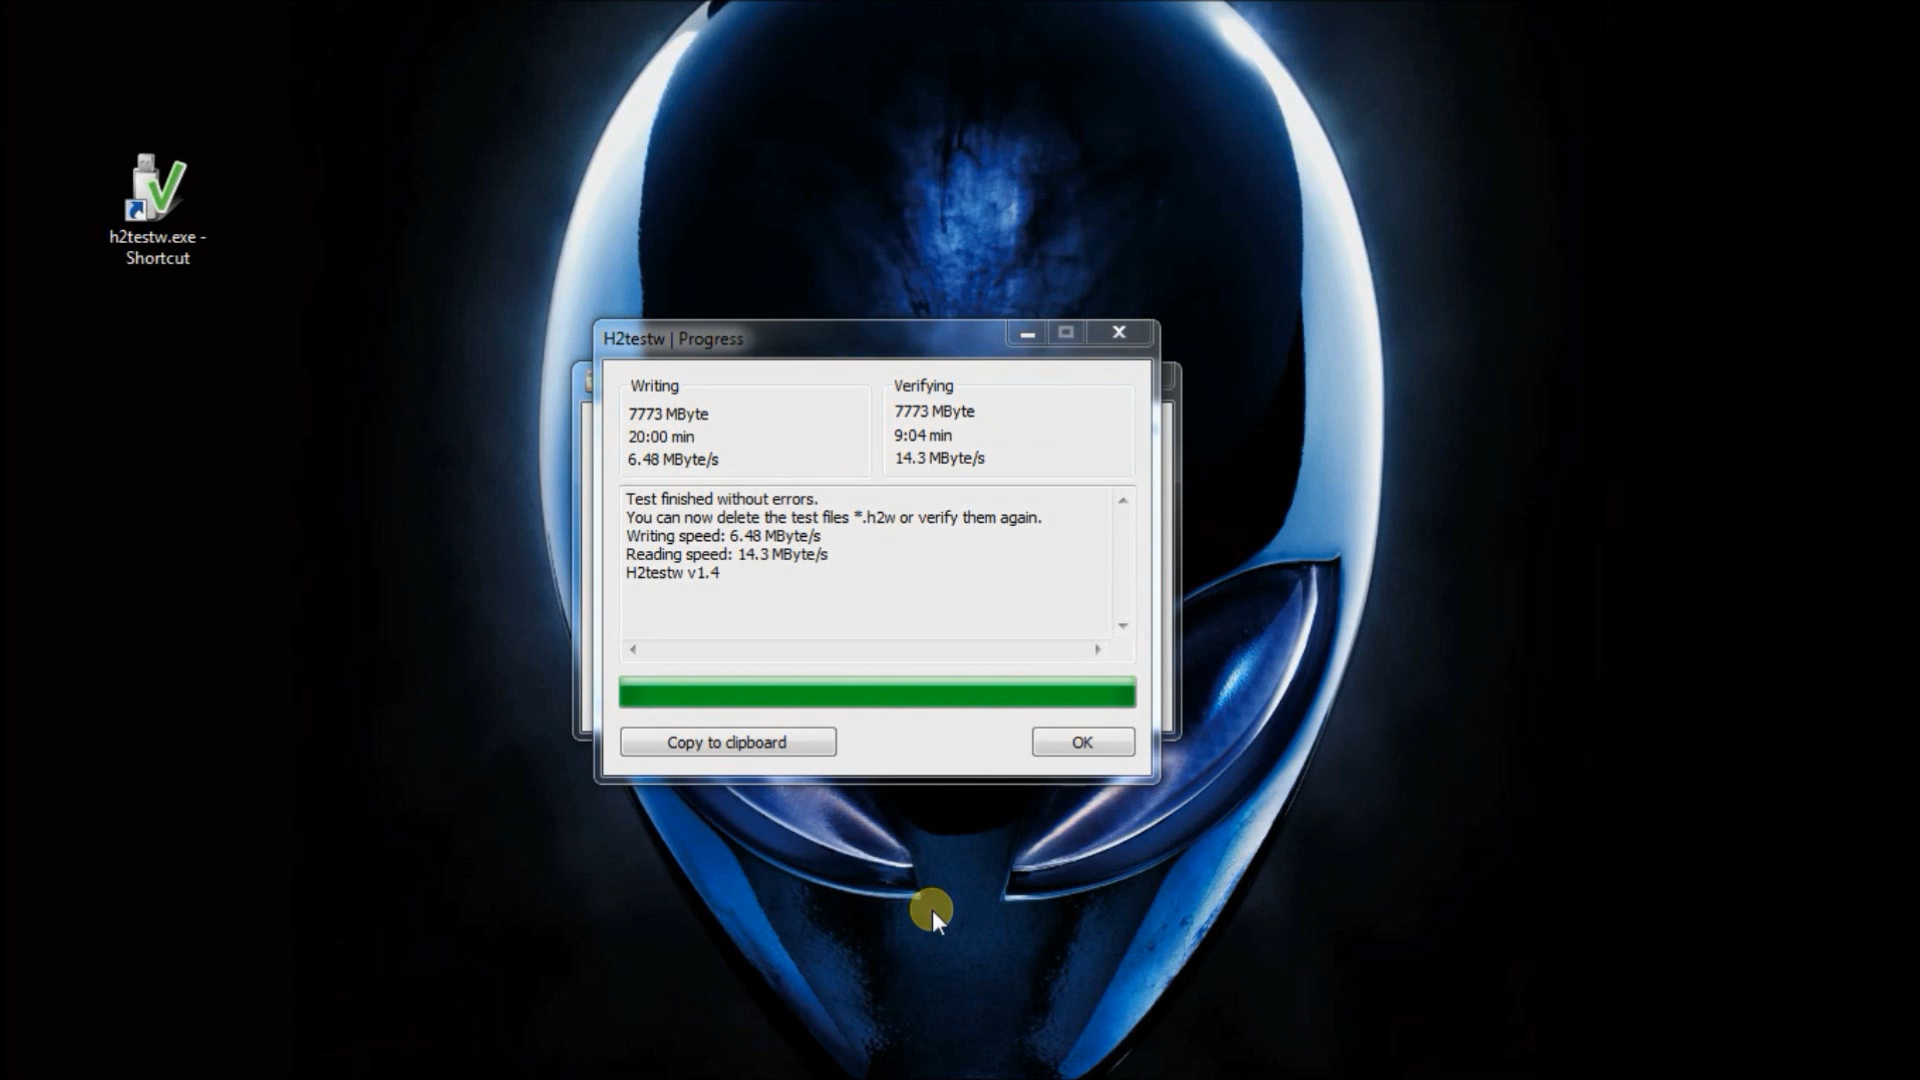 h2testw.exe -
Shortcut
H2testw | Progress
Writing
7773 MByte
20:00 min
6.48 MByte/s
Verifying
7773 MByte
9:04 min
14.3 MByte/s
Test finished without errors.
You can now delete the test files *.h2w or verify them again.
Writing speed: 6.48 MByte/s
Reading speed: 14.3 MByte/s
H2testw v1.4
Copy to clipboard
OK